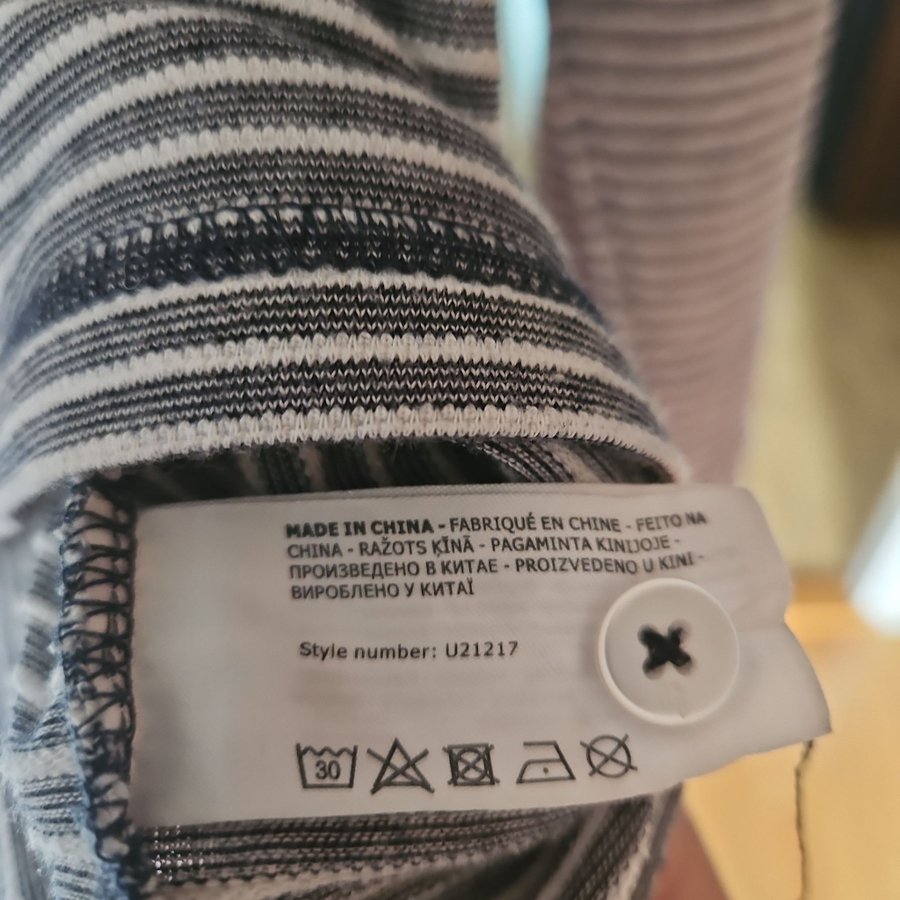 MADE IN CHINA - FABRIQUÉ EN CHINE - FEITO NA
CHINA - RAŽOTS ĶĪNĀ - PAGAMINTA KINIJOJE -
ПРОИЗВЕДЕНО В КИТАЕ - PROIZVEDENO U KINI -
ВИРОБЛЕНО У КИТАЇ
Style number: U21217
30